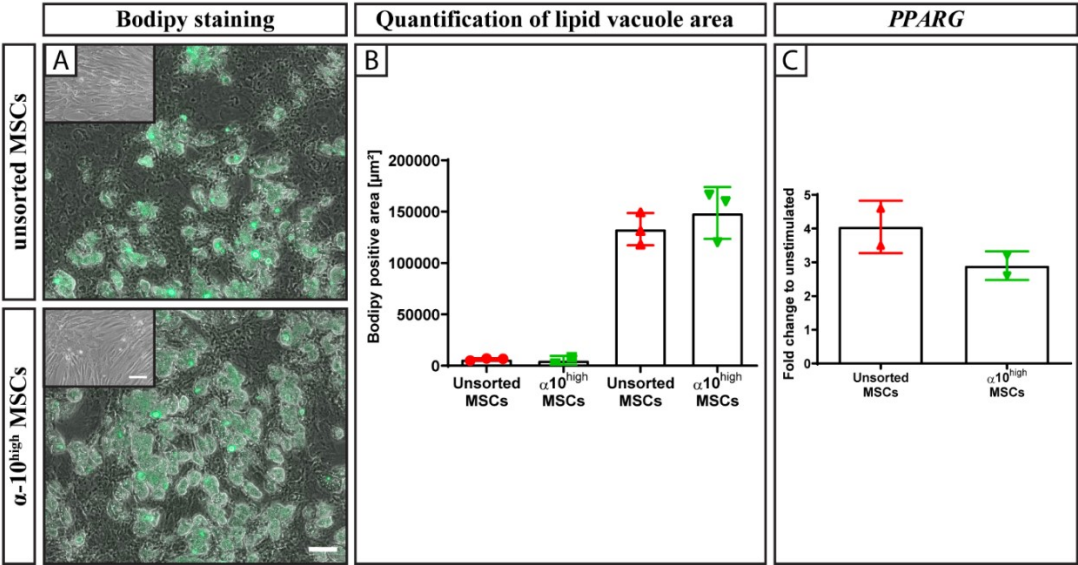 Bodipy staining
Quantification of lipid vacuole area
PPARG
unsorted MSCs
α-10high MSCs
A
B
Bodipy positive area [µm²]
200000
150000
100000
50000
0
Unsorted
MSCs
α10high
MSCs
Unsorted
MSCs
α10high
MSCs
C
Fold change to unstimulated
5
4
3
2
1
0
Unsorted
MSCs
α10high
MSCs